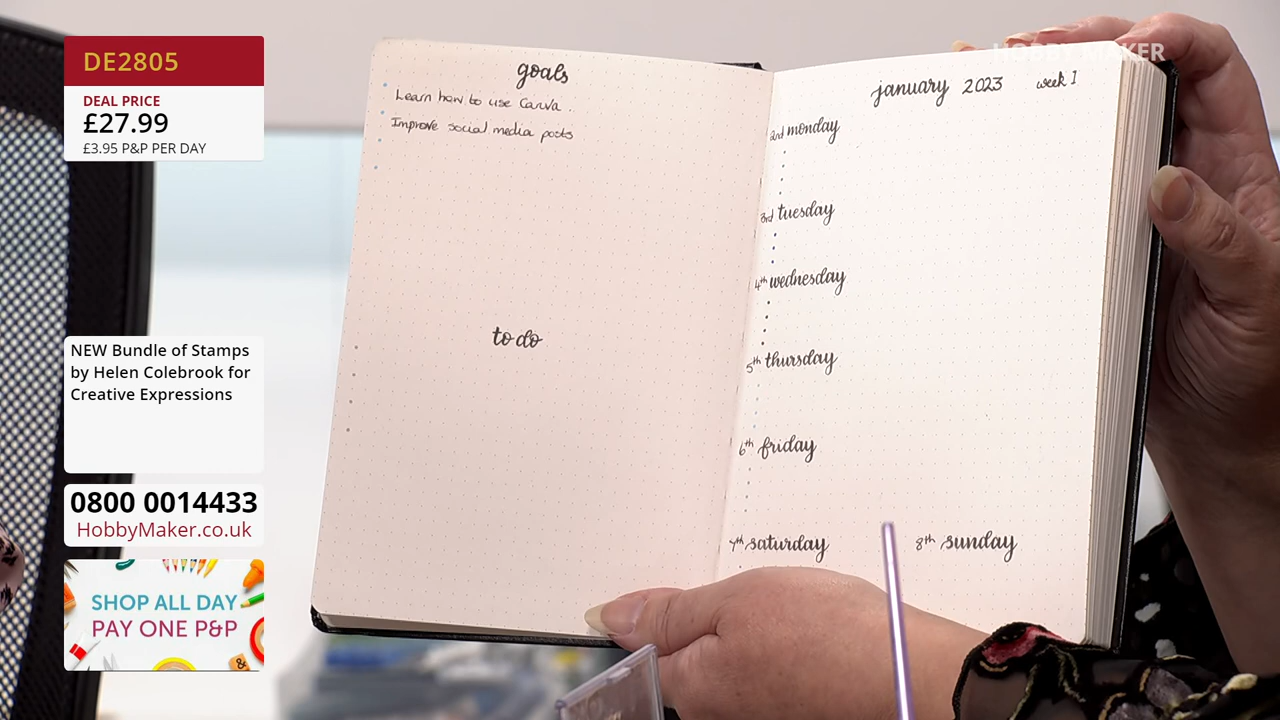 DE2805
DEAL PRICE
£27.99
£3.95 P&P PER DAY
NEW Bundle of Stamps
by Helen Colebrook for
Creative Expressions
0800 0014433
HobbyMaker.co.uk
SHOP ALL DAY
PAY ONE P&P
&
HOBBY MAKER
goals
Learn how to use Canva.
Improve social media posts
to do
january 2023 week 1
2nd monday
3rd tuesday
4th wednesday
5th thursday
6th friday
7th saturday 8th sunday